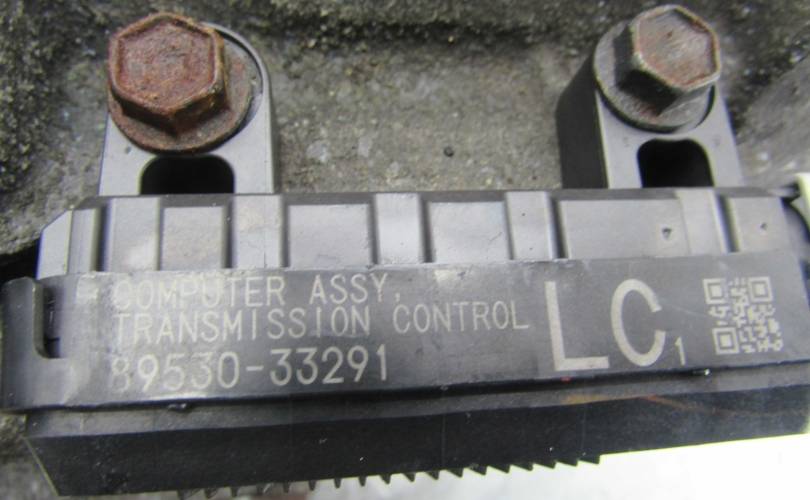 COMPUTER ASSY,
TRANSMISSION CONTROL
89530-33291
LC1